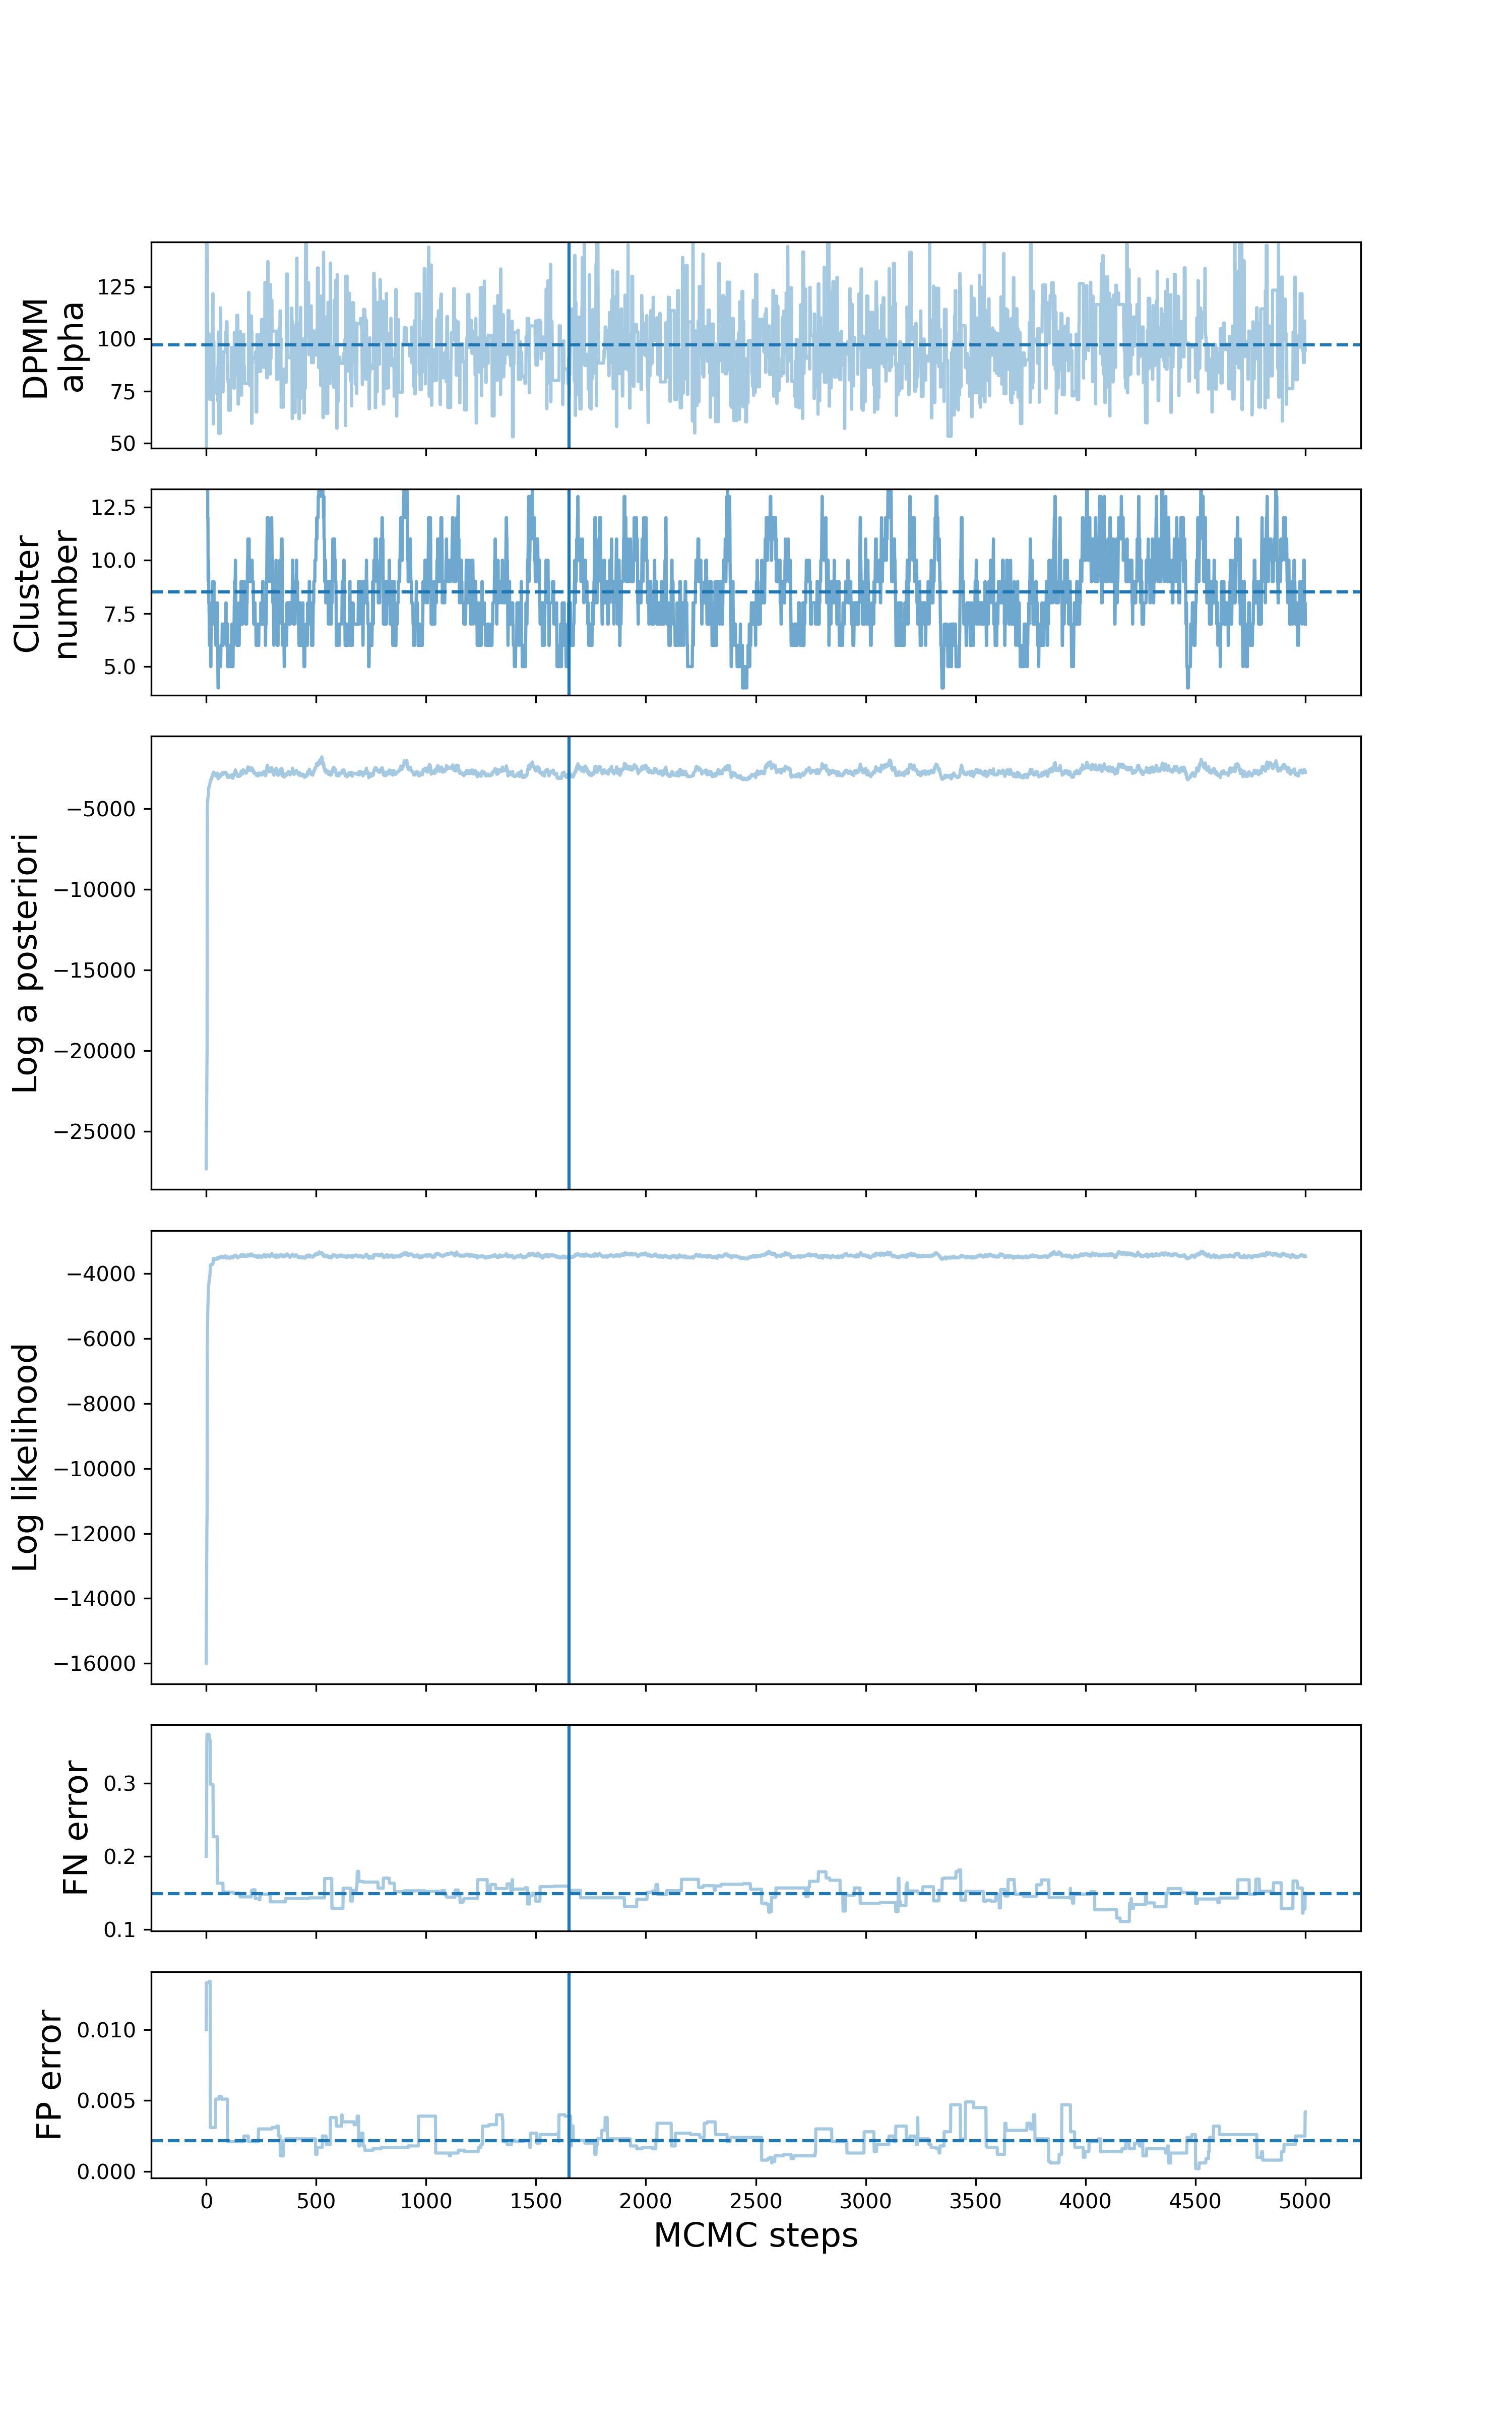 DPMM
alpha
125
100
75
50
Cluster
number
12.5
10.0
7.5
5.0
Log a posteriori
−5000
−10000
−15000
−20000
−25000
Log likelihood
−4000
−6000
−8000
−10000
−12000
−14000
−16000
FN error
0.3
0.2
0.1
FP error
0.010
0.005
0.000
0 500 1000 1500 2000 2500 3000 3500 4000 4500 5000
MCMC steps